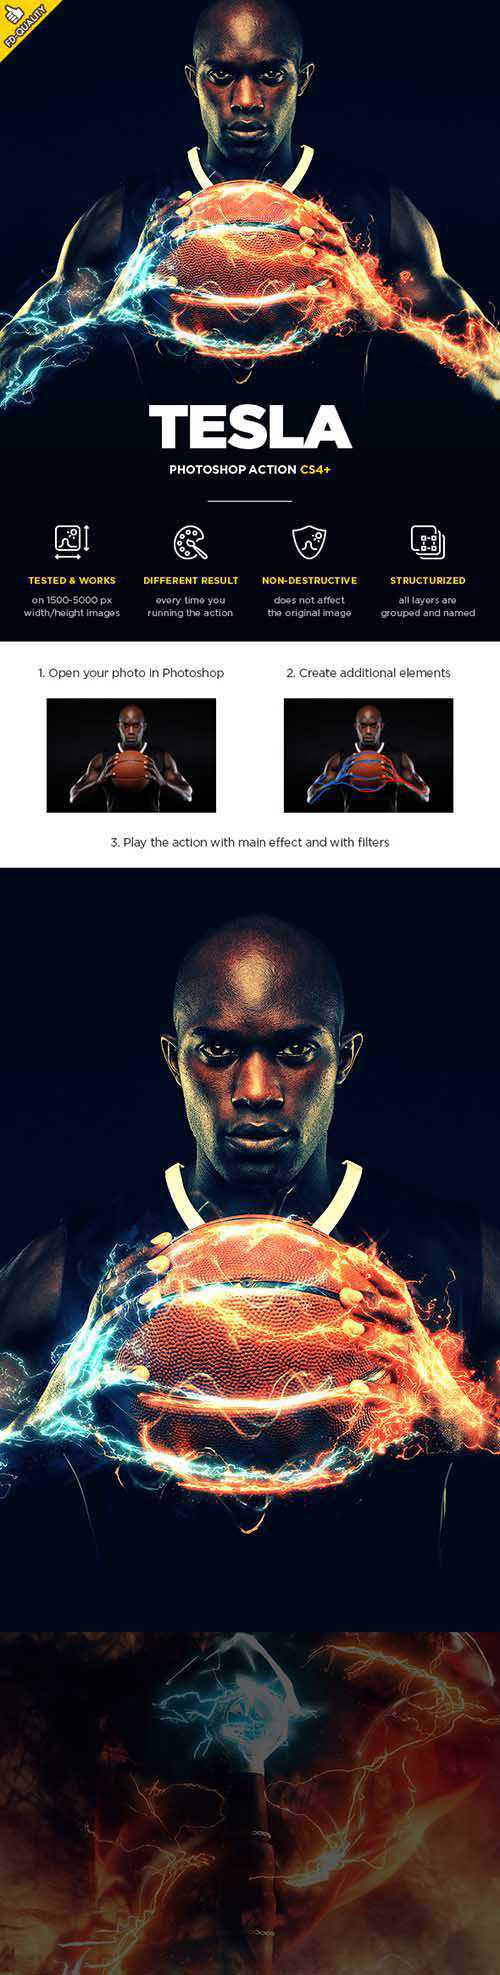 FD-QUALITY
TESLA
PHOTOSHOP ACTION CS4+
TESTED & WORKS
on 1500-5000 px
width/height images
DIFFERENT RESULT
every time you
running the action
NON-DESTRUCTIVE
does not affect
the original image
STRUCTURIZED
all layers are
grouped and named
1. Open your photo in Photoshop
2. Create additional elements
3. Play the action with main effect and with filters